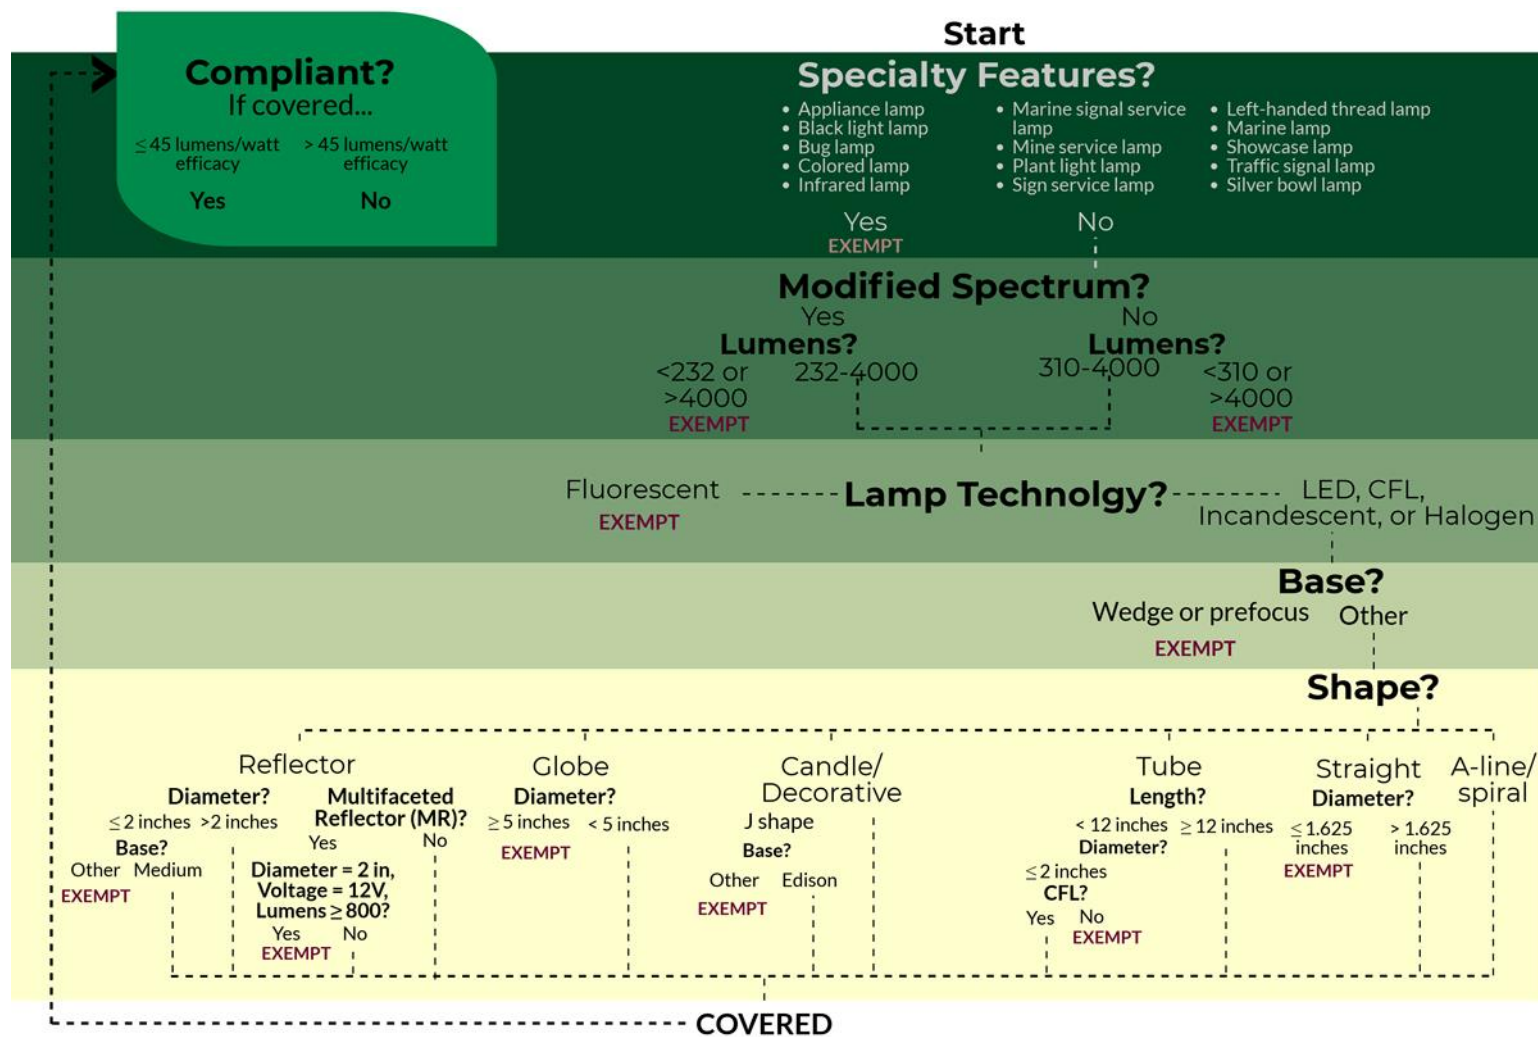 Start
Compliant?
If covered...
≤ 45 lumens/watt efficacy
> 45 lumens/watt efficacy
Yes
No
Specialty Features?
• Appliance lamp
• Black light lamp
• Bug lamp
• Colored lamp
• Infrared lamp
• Marine signal service
lamp
• Mine service lamp
• Plant light lamp
• Sign service lamp
• Left-handed thread lamp
• Marine lamp
• Showcase lamp
• Traffic signal lamp
• Silver bowl lamp
Yes
EXEMPT
No
Modified Spectrum?
Yes
No
Lumens?
Lumens?
<232 or
>4000
EXEMPT
232-4000
310-4000
<310 or
>4000
EXEMPT
Fluorescent
EXEMPT
Lamp Technolgy?
LED, CFL,
Incandescent, or Halogen
Base?
Wedge or prefocus
EXEMPT
Other
Shape?
Reflector
Diameter?
≤ 2 inches
>2 inches
Base?
Other
Medium
EXEMPT
Multifaceted
Reflector (MR)?
Yes
No
Diameter = 2 in,
Voltage = 12V,
Lumens ≥ 800?
Yes
No
EXEMPT
Globe
Diameter?
≥ 5 inches
< 5 inches
EXEMPT
Candle/
Decorative
J shape
Base?
Other
Edison
EXEMPT
Tube
Length?
< 12 inches
≥ 12 inches
Diameter?
≤ 2 inches
CFL?
Yes
No
EXEMPT
Straight
Diameter?
≤ 1.625
inches
> 1.625
inches
EXEMPT
A-line/
spiral
COVERED